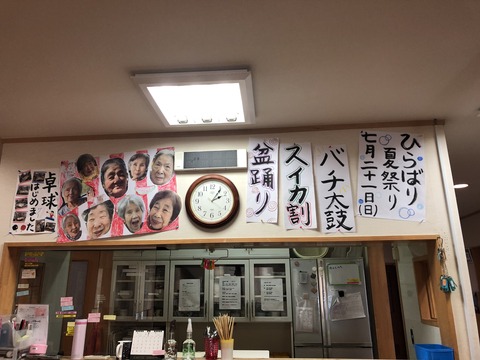 ひらばり
夏祭り
七月二十一日(日)
バチ太鼓
スイカ割
盆踊り
卓球
はじめました